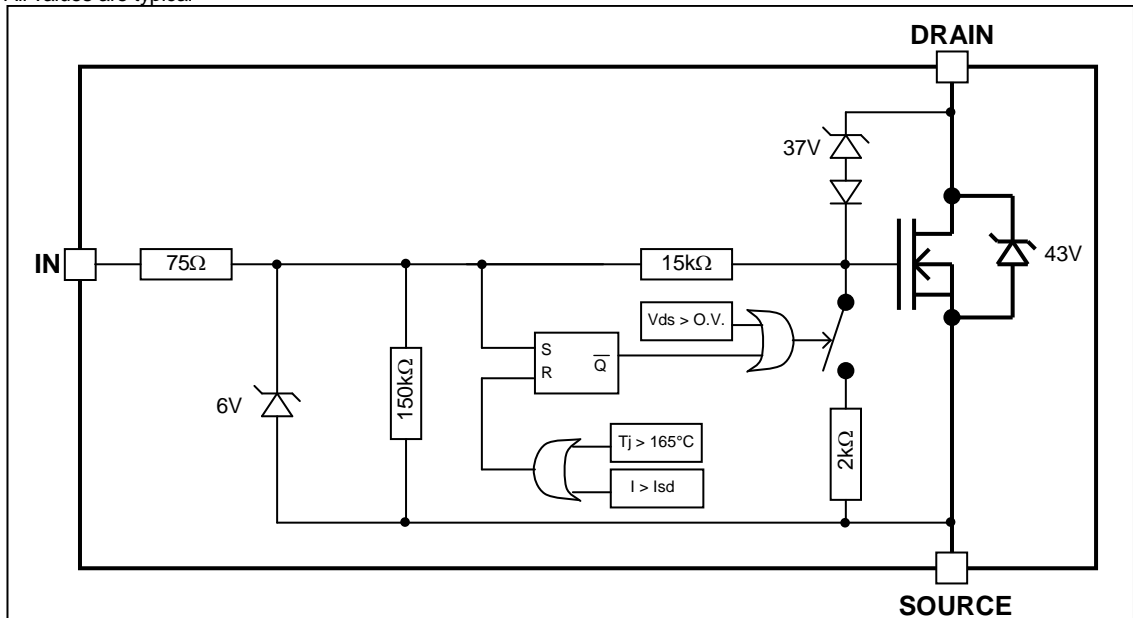 All values are typical
DRAIN
37V
IN
75Ω
15kΩ
43V
Vds > O.V.
S
R
Q̅
150kΩ
6V
Tj > 165°C
I > Isd
2kΩ
SOURCE